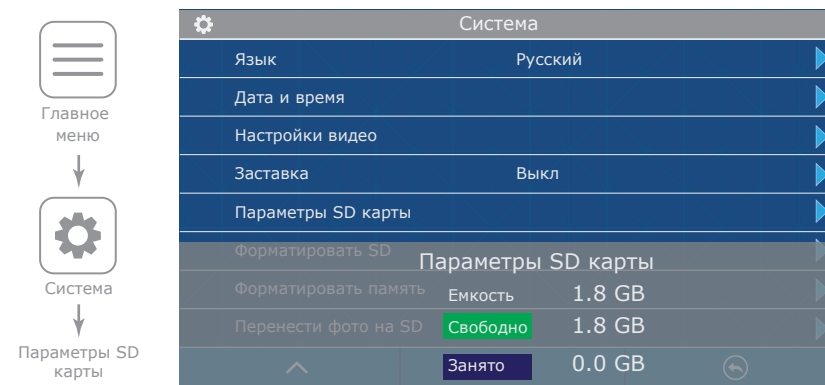 Главное
меню
Система
Параметры SD
карты
Система
Язык Русский
Дата и время
Настройки видео
Заставка Выкл
Параметры SD карты
Форматировать SD
Форматировать память
Перенести фото на SD
Параметры SD карты
Емкость 1.8 GB
Свободно 1.8 GB
Занято 0.0 GB